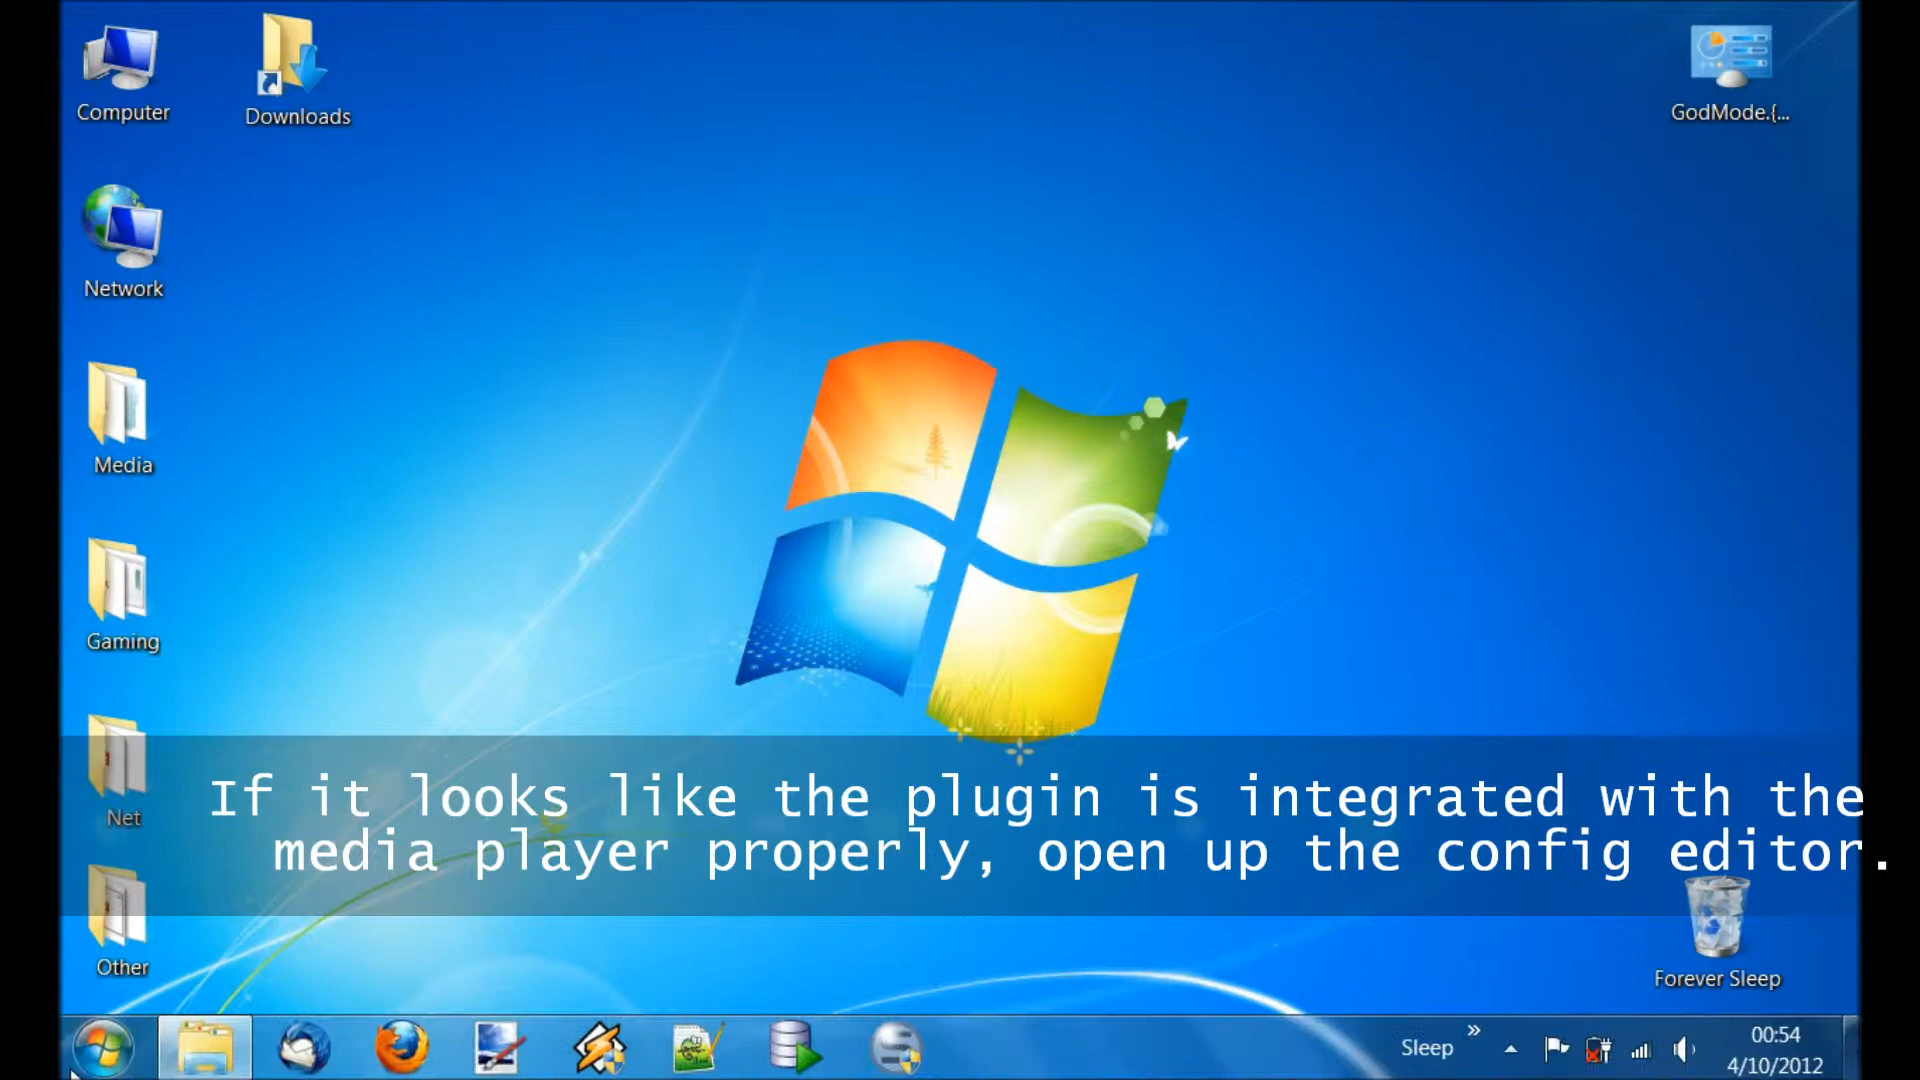 Computer
Downloads
GodMode.{...
Network
Media
Gaming
If it looks like the plugin is integrated with the
media player properly, open up the config editor.
Net
Other
Forever Sleep
Sleep
00:54
4/10/2012